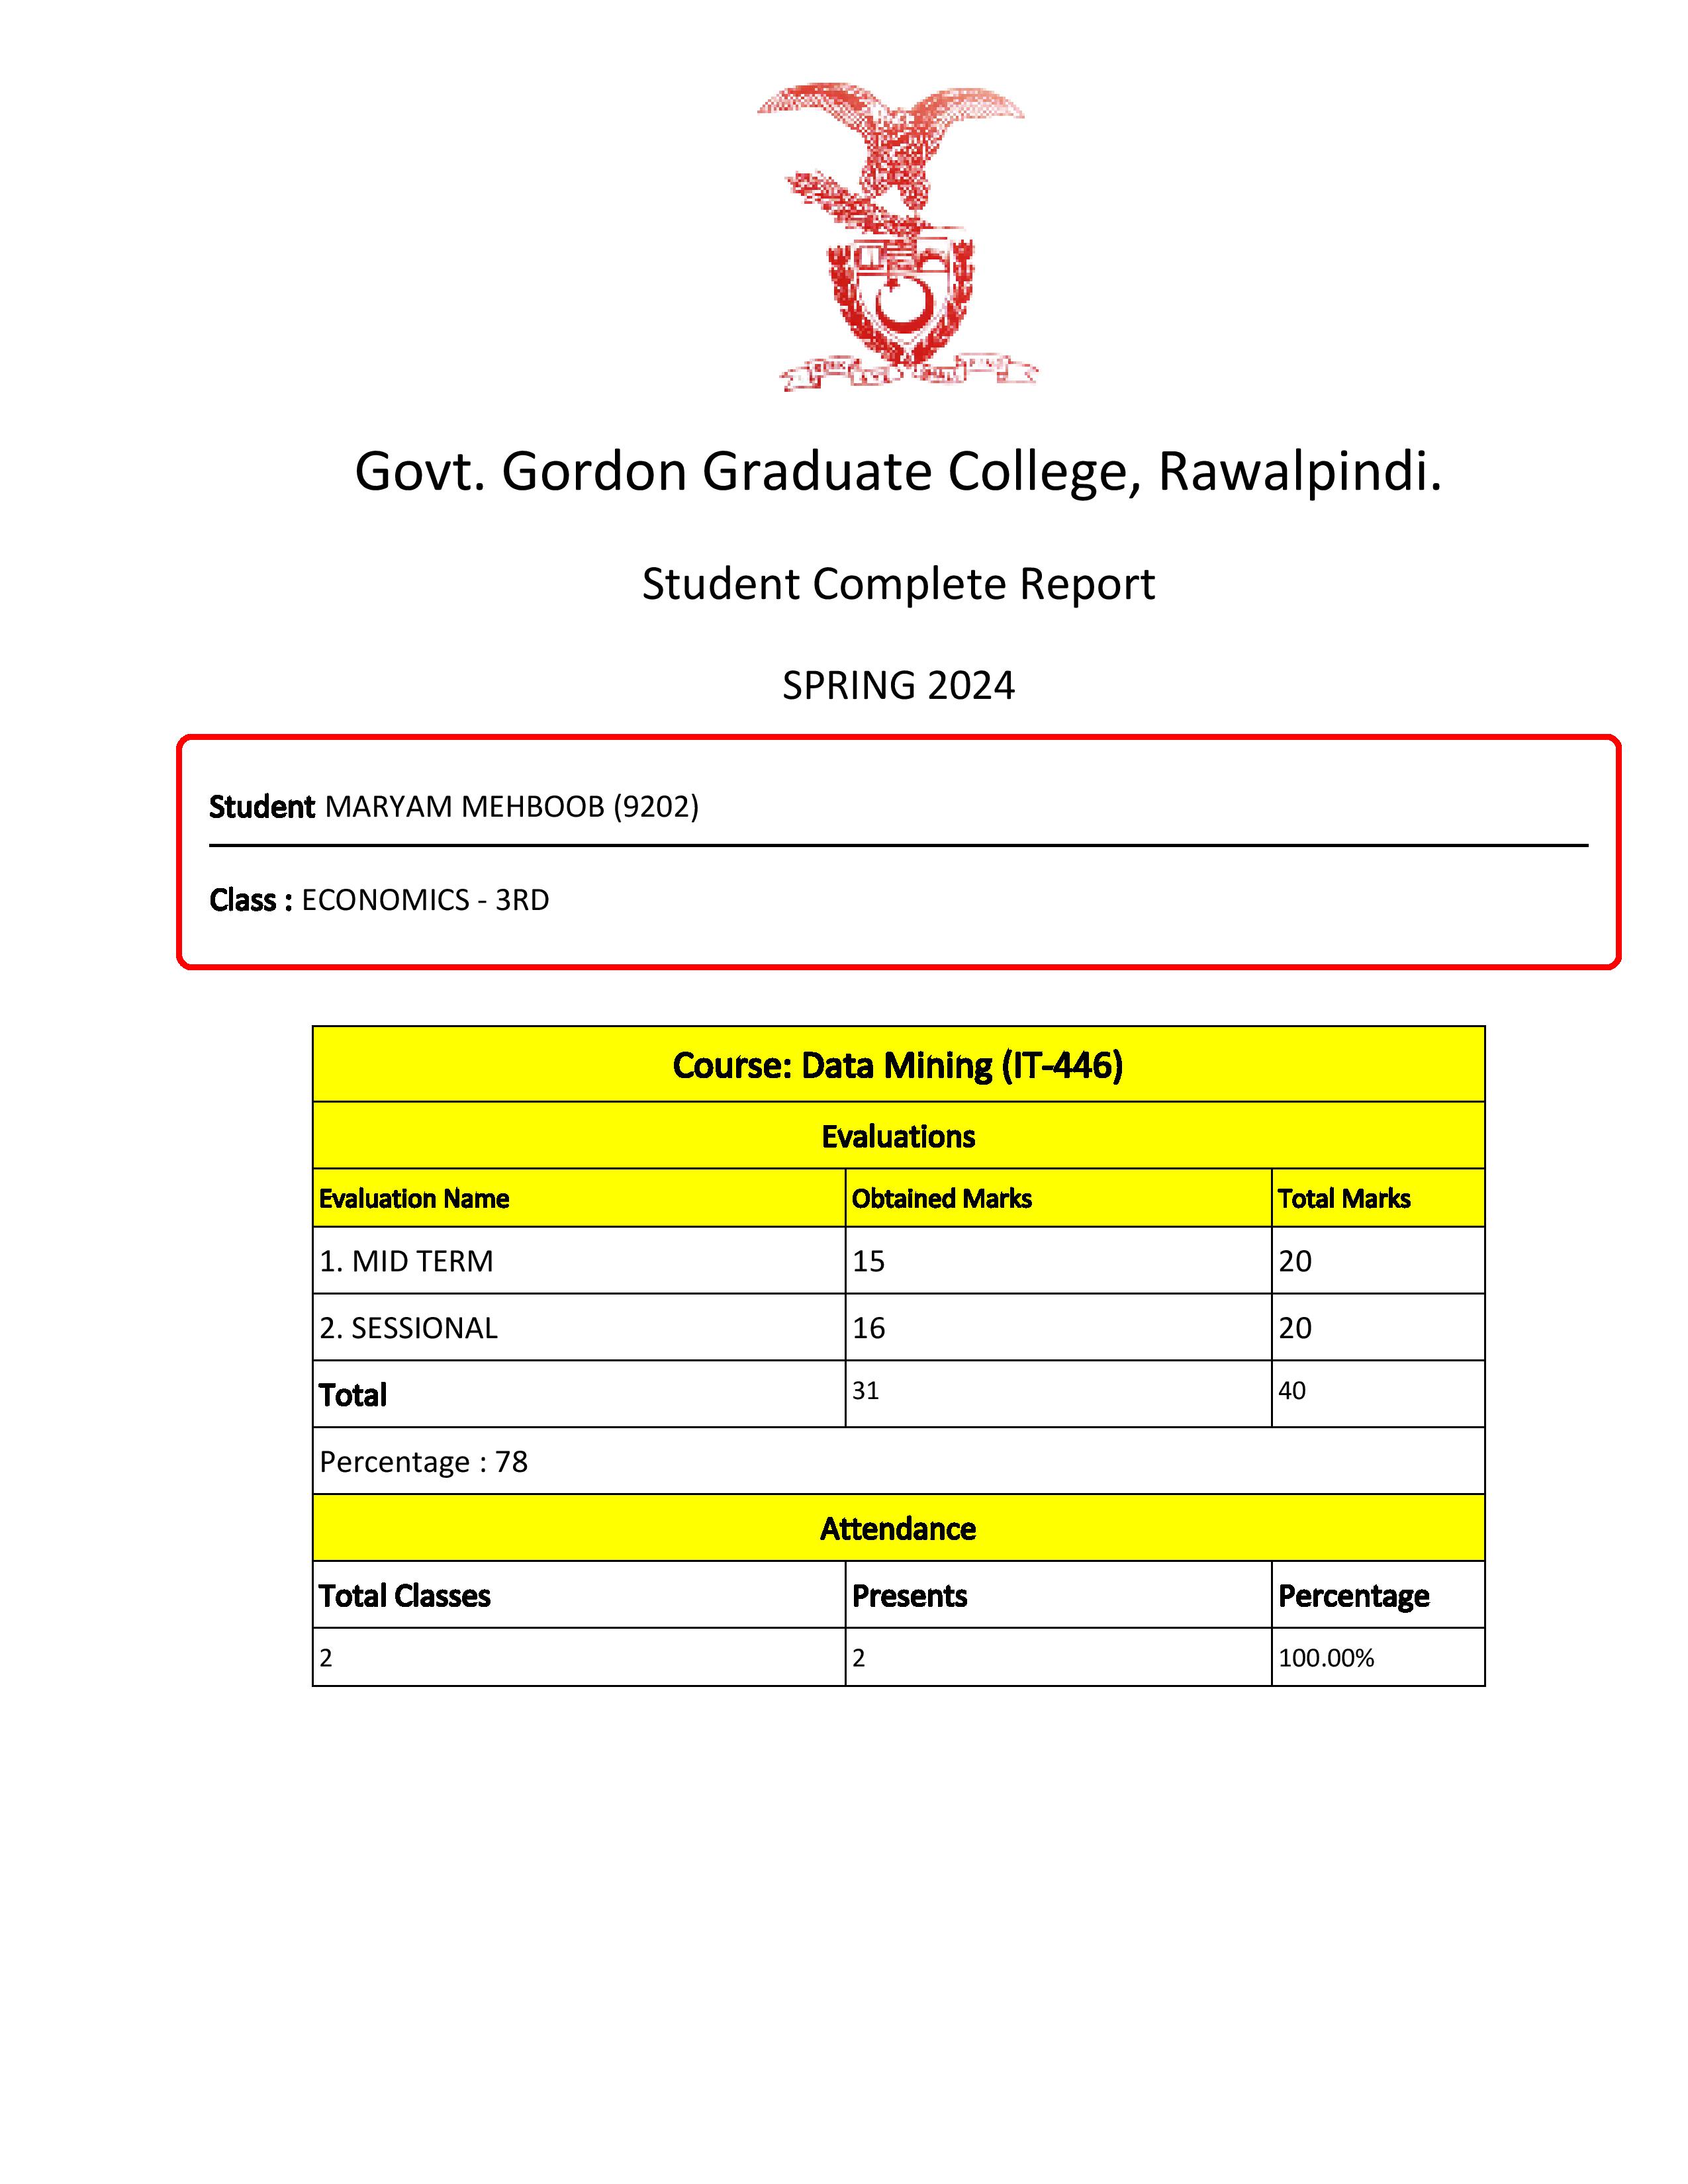 Govt. Gordon Graduate College, Rawalpindi.
Student Complete Report
SPRING 2024
Student MARYAM MEHBOOB (9202)
Class : ECONOMICS - 3RD
Course: Data Mining (IT-446)
Evaluations
Evaluation Name Obtained Marks Total Marks
1. MID TERM 15 20
2. SESSIONAL 16 20
Total 31 40
Percentage : 78
Attendance
Total Classes Presents Percentage
2 2 100.00%